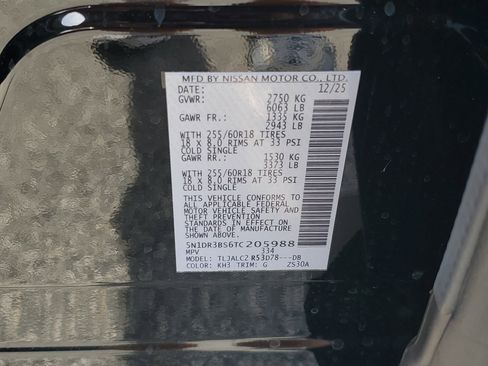 MFD BY NISSAN MOTOR CO., LTD.
DATE: 12/25
GVWR: 2750 KG
6063 LB
GAWR FR.: 1335 KG
2943 LB
WITH 255/60R18 TIRES
18 x 8.0 RIMS AT 33 PSI
COLD SINGLE
GAWR RR.: 1530 KG
3373 LB
WITH 255/60R18 TIRES
18 x 8.0 RIMS AT 33 PSI
COLD SINGLE
THIS VEHICLE CONFORMS TO
ALL APPLICABLE FEDERAL
MOTOR VEHICLE SAFETY AND
THEFT PREVENTION
STANDARDS IN EFFECT ON THE
DATE OF MANUFACTURE
SHOWN ABOVE.
5N1DR3BS6TC205988
MPV 334
MODEL: TLJALC2 R53D78---DB
COLOR: KH3 TRIM: G ZS30A